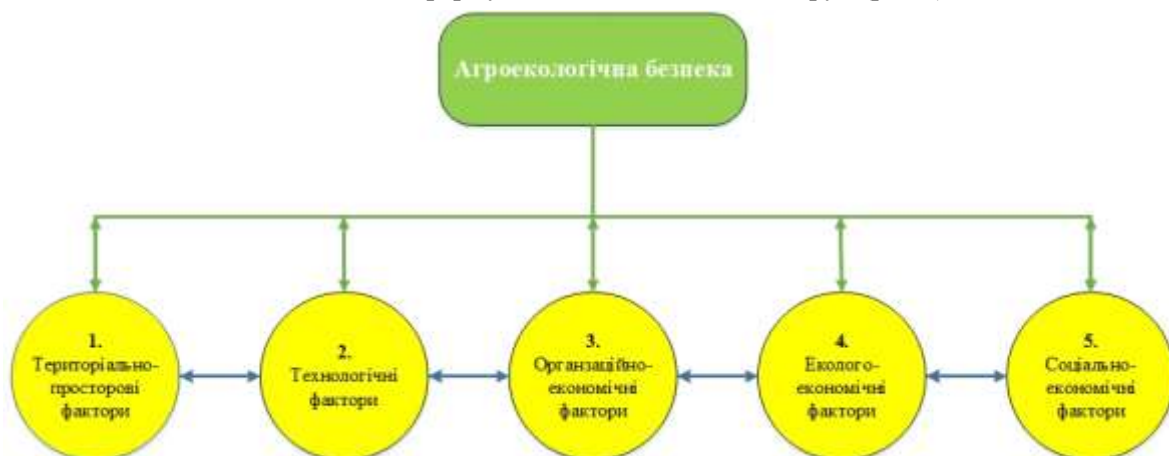 Агроекологічна безпека
1.
Територіально-
просторові
фактори
2.
Технологічні
фактори
3.
Органзаційно-
економічні
фактори
4.
Еколого-
економічні
фактори
5.
Соціально-
економічні
фактори